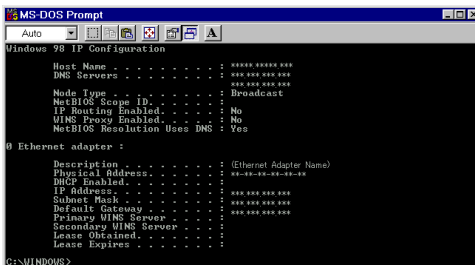 MS-DOS Prompt
Auto
A
Windows 98 IP Configuration
Host Name . . . . . . . . . : ***** ***** ***
DNS Servers . . . . . . . . : *** *** *** ***
*** *** *** ***
Node Type . . . . . . . . . : Broadcast
NetBIOS Scope ID. . . . . . :
IP Routing Enabled. . . . . : No
WINS Proxy Enabled. . . . . : No
NetBIOS Resolution Uses DNS : Yes
0 Ethernet adapter :
Description . . . . . . . . : (Ethernet Adapter Name)
Physical Address. . . . . . : **-**-**-**-**-**
DHCP Enabled. . . . . . . . :
IP Address. . . . . . . . . : *** *** *** ***
Subnet Mask . . . . . . . . : *** *** *** ***
Default Gateway . . . . . . : *** *** *** ***
Primary WINS Server . . . . :
Secondary WINS Server . . . :
Lease Obtained. . . . . . . :
Lease Expires . . . . . . . :
C:\WINDOWS>